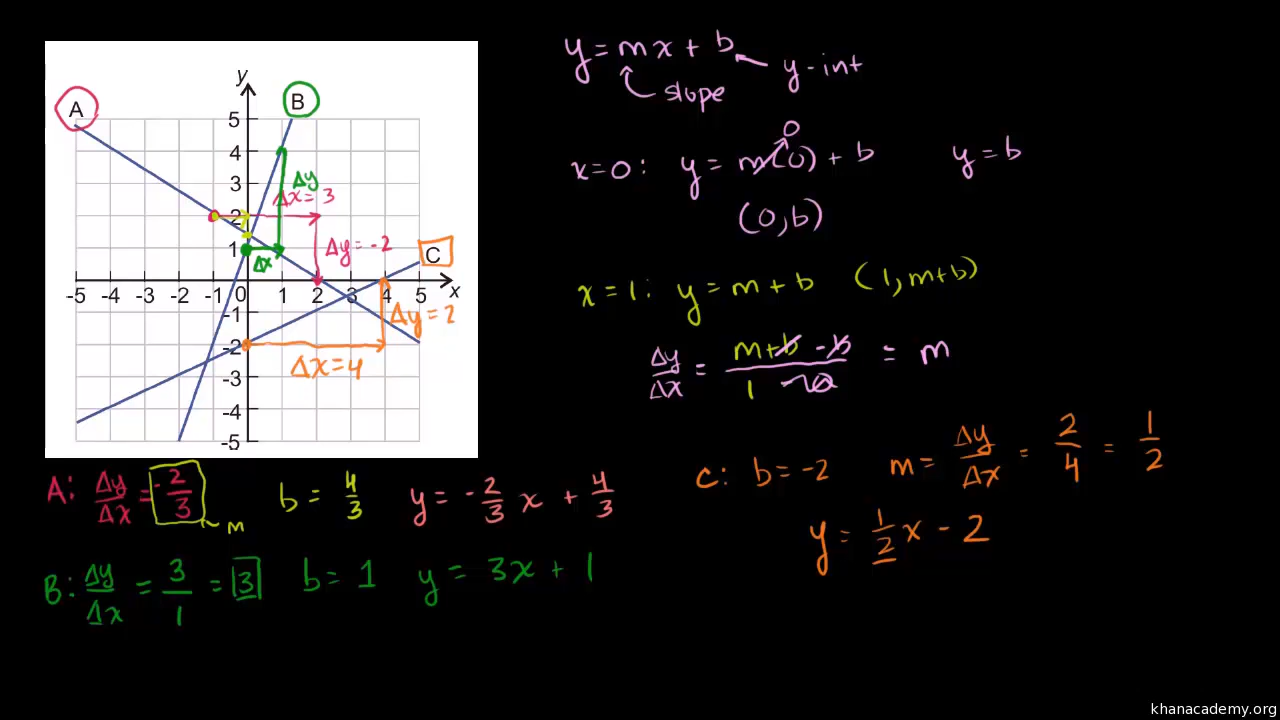 y = mx + b
y-int
slope
x=0: y = m(0) + b y = b
0
(0,b)
x=1: y = m + b (1, m+b)
Δy/Δx = m+b-b / 1-0 = m
y
A
B
5
4
Δy
3
Δx=3
2
Δy=-2
1
Δx
C
-5 -4 -3 -2 -1 0 1 2 3 4 5 x
-1
Δy=2
-2
Δx=4
-3
-4
-5
A: Δy/Δx = -2/3 m b = 4/3 y = -2/3 x + 4/3
B: Δy/Δx = 3/1 = 3 b = 1 y = 3x + 1
C: b = -2 m = Δy/Δx = 2/4 = 1/2
y = 1/2 x - 2
khanacademy.org